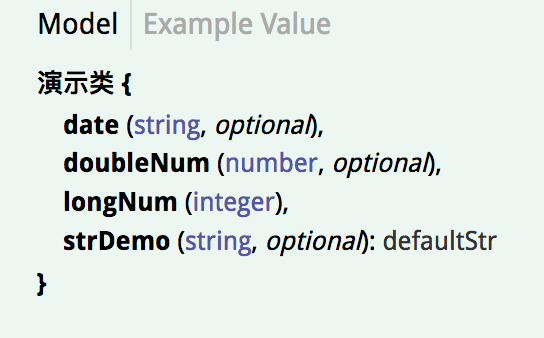 Model Example Value
演示类 {
date (string, optional),
doubleNum (number, optional),
longNum (integer),
strDemo (string, optional): defaultStr
}